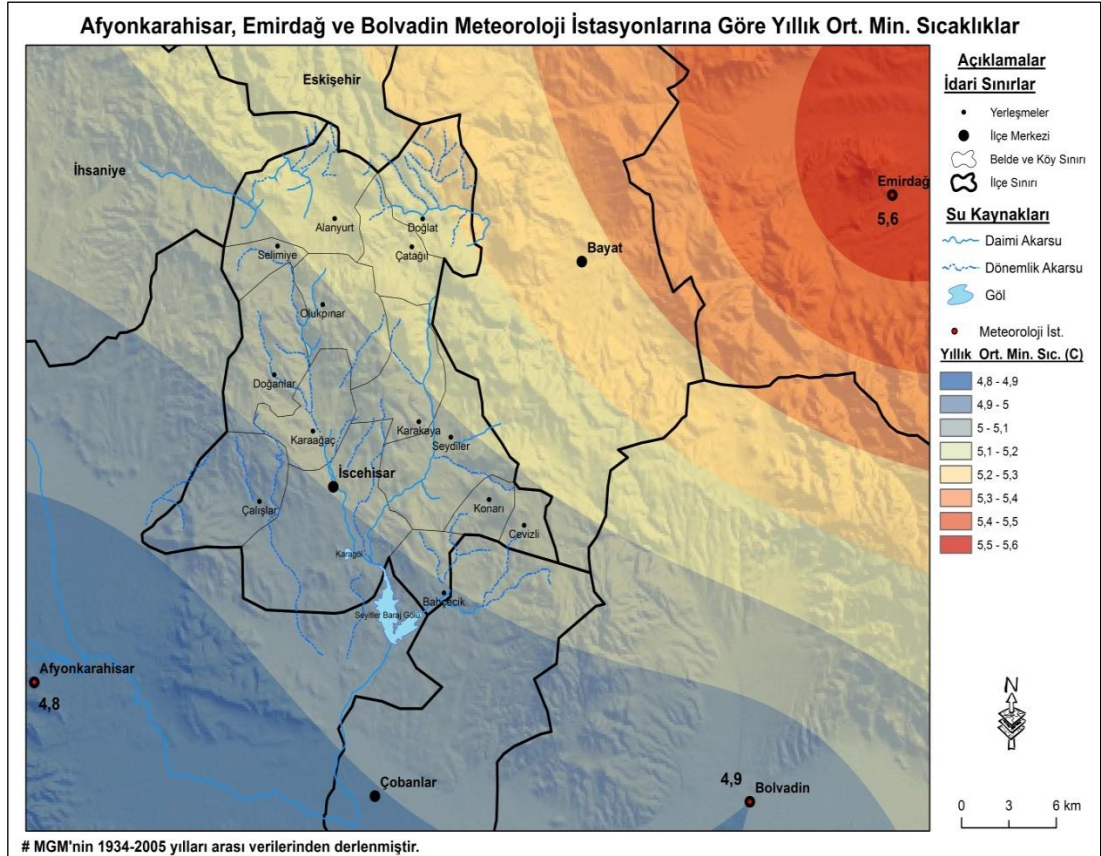 Afyonkarahisar, Emirdağ ve Bolvadin Meteoroloji İstasyonlarına Göre Yıllık Ort. Min. Sıcaklıklar
Eskişehir
İhsaniye
Emirdağ
5,6
Alanyurt
Doğlat
Selimiye
Çatağıl
Bayat
Olukpınar
Doğanlar
Karaağaç
Karakaya
Seydiler
İscehisar
Çalışlar
Konarı
Cevizli
Karagöl
Bahçecik
Seyitler Baraj Gölü
Afyonkarahisar
4,8
Çobanlar
4,9
Bolvadin
Açıklamalar
İdari Sınırlar
Yerleşmeler
İlçe Merkezi
Belde ve Köy Sınırı
İlçe Sınırı
Su Kaynakları
Daimi Akarsu
Dönemlik Akarsu
Göl
Meteoroloji İst.
Yıllık Ort. Min. Sıc. (C)
4,8 - 4,9
4,9 - 5
5 - 5,1
5,1 - 5,2
5,2 - 5,3
5,3 - 5,4
5,4 - 5,5
5,5 - 5,6
N
0 3 6 km
# MGM'nin 1934-2005 yılları arası verilerinden derlenmiştir.